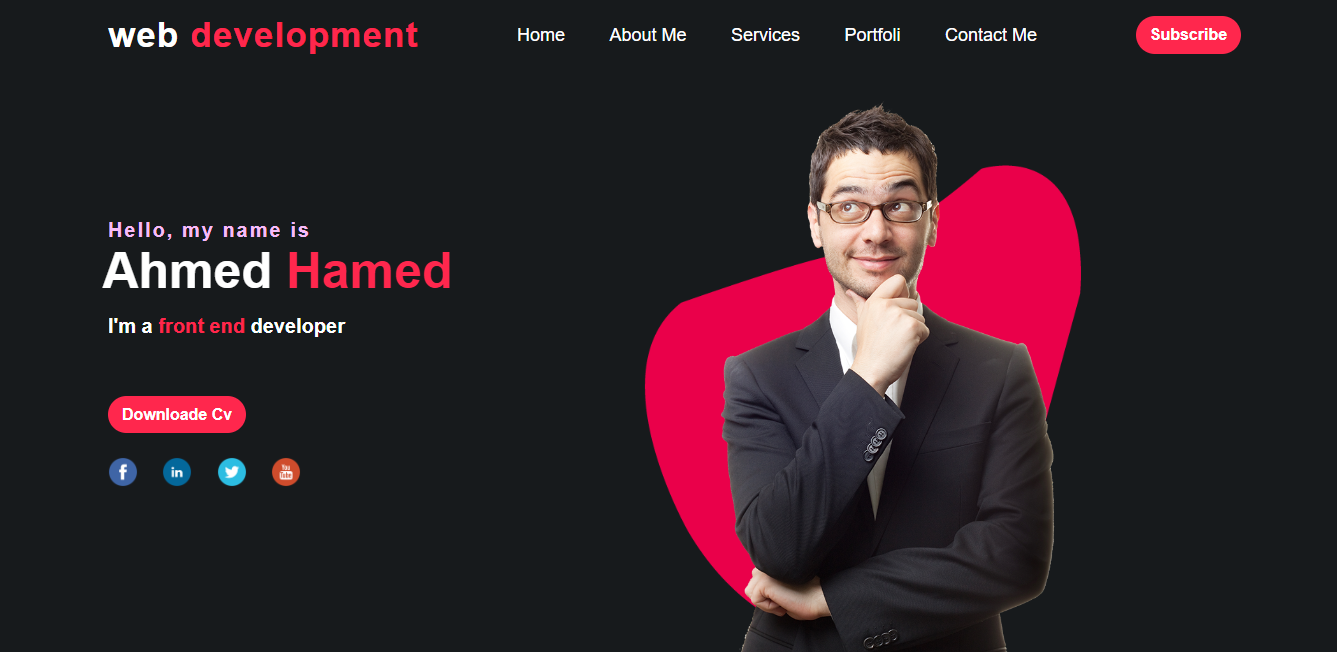 web development
Home About Me Services Portfoli Contact Me
Subscribe
Hello, my name is
Ahmed Hamed
I'm a front end developer
Downloade Cv
f in You Tube